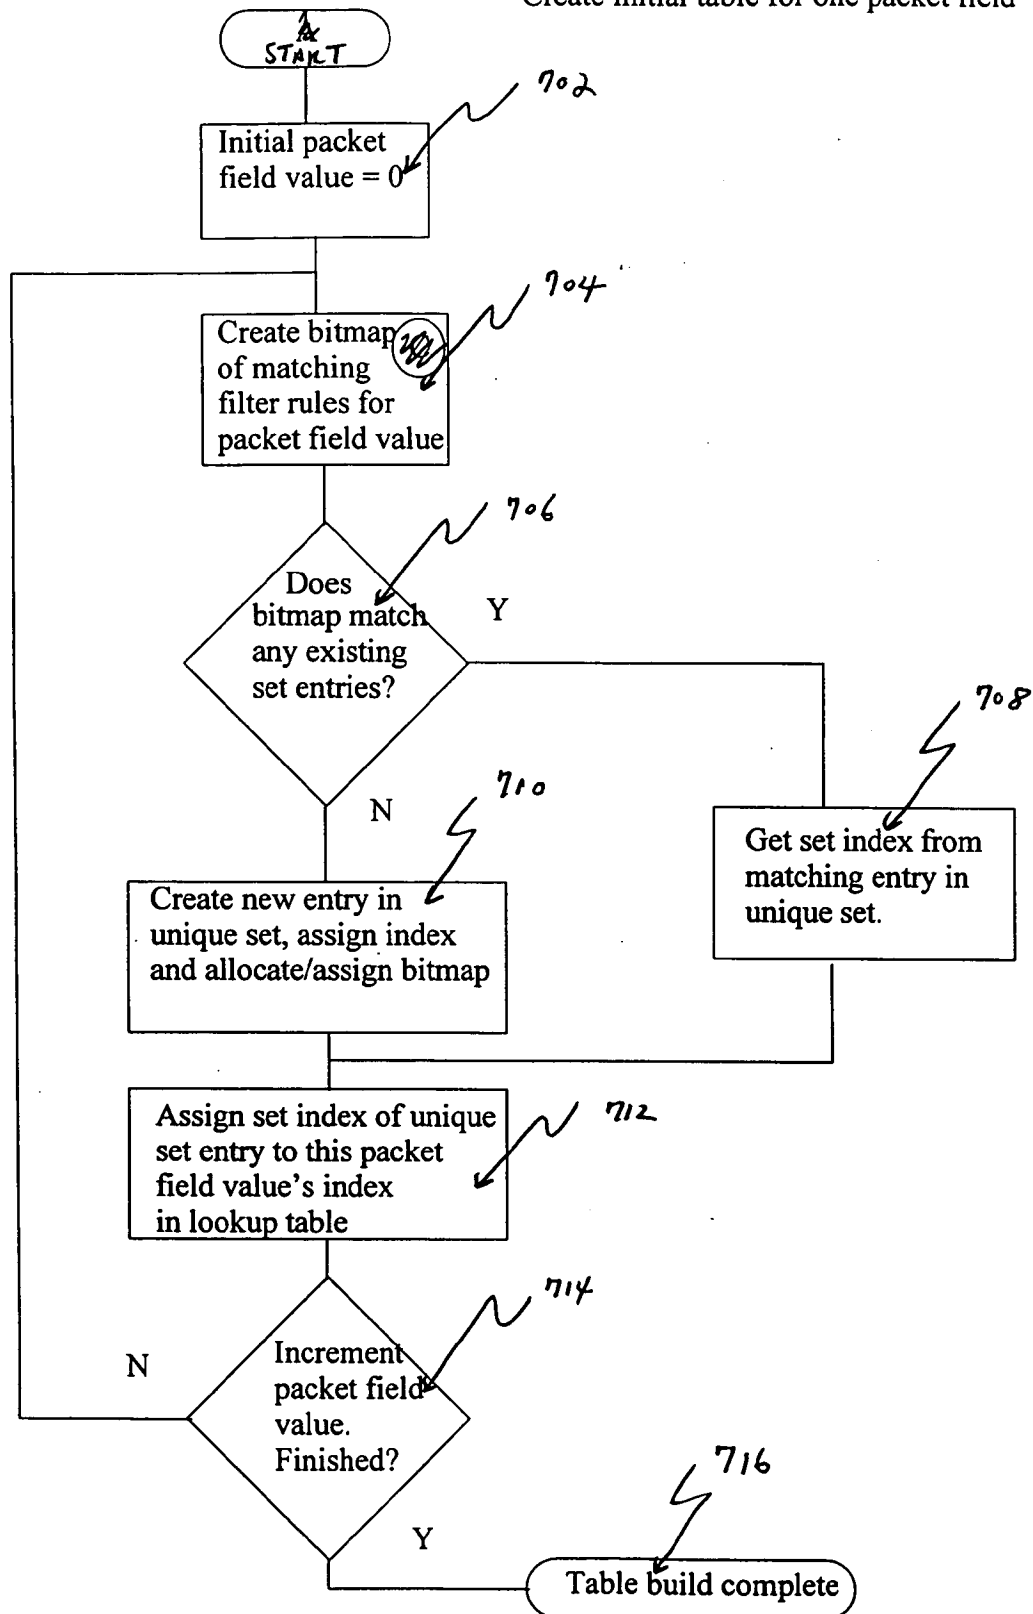 Create initial table for one packet field
START
702
Initial packet
field value = 0
704
Create bitmap
of matching
filter rules for
packet field value
706
Does
bitmap match
any existing
set entries?
Y
708
710
N
Get set index from
matching entry in
unique set.
Create new entry in
unique set, assign index
and allocate/assign bitmap
712
Assign set index of unique
set entry to this packet
field value's index
in lookup table
714
N
Increment
packet field
value.
Finished?
716
Y
Table build complete